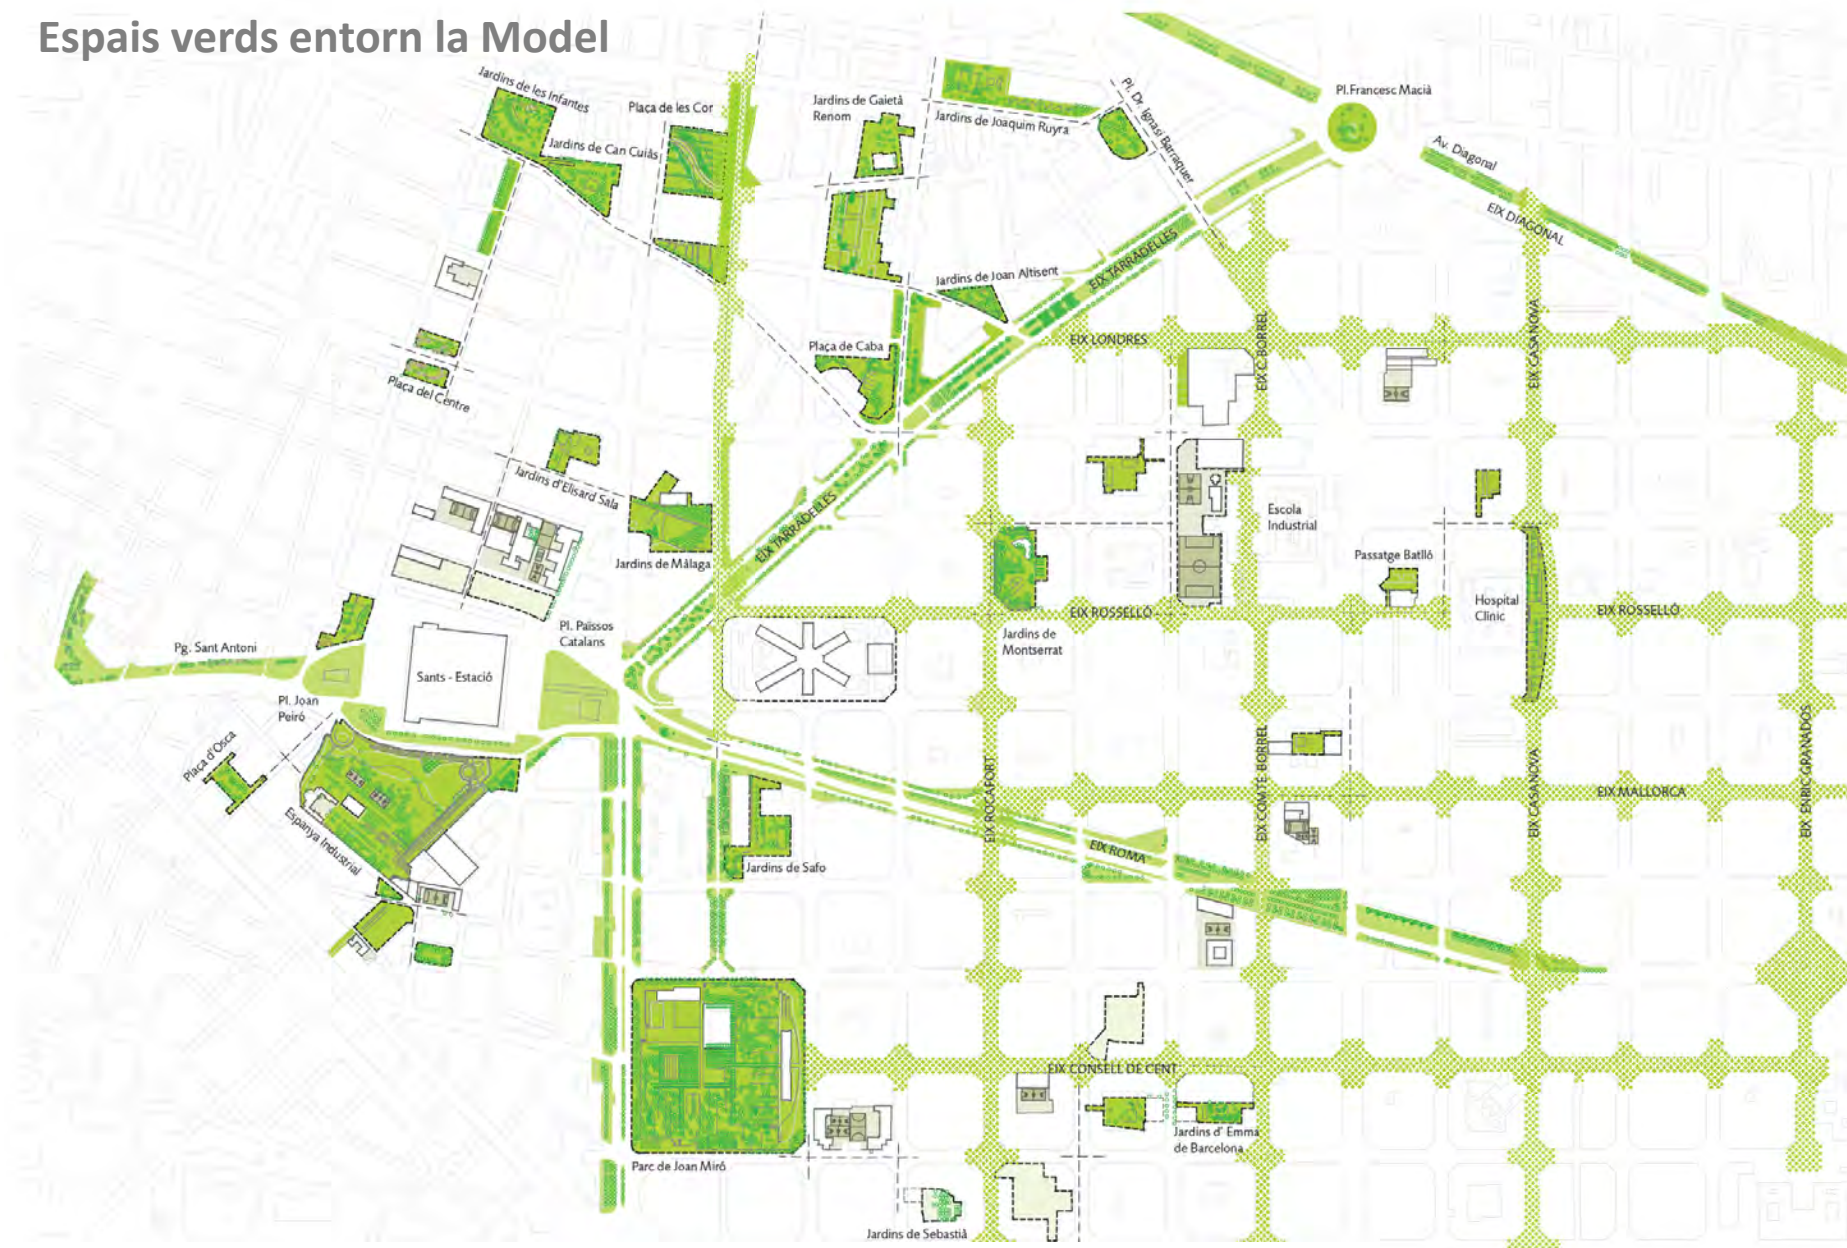 Espais verds entorn la Model
Jardins de les Infantes
Plaça de les Cor
Jardins de Gaietà
Renom
Jardins de Joaquim Ruyra
Pl. Dr. Ignasi Barraquer
Pl. Francesc Macià
Av. Diagonal
EIX DIAGONAL
Jardins de Can Cuiàs
Jardins de Joan Altisent
EIX TARRADELLES
EIX LONDRES
EIX C. BORREL
EIX CASANOVA
Plaça de Caba
Plaça del Centre
Jardins d'Elisard Sala
Jardins de Màlaga
EIX TARRADELLES
Escola
Industrial
Passatge Batlló
Hospital
Clínic
EIX ROSSELLÓ
EIX ROSSELLÓ
Jardins de
Montserrat
Pl. Països
Catalans
Pg. Sant Antoni
Sants - Estació
Pl. Joan
Peiró
Plaça d'Osca
Espanya Industrial
EIX ROCAFORT
EIX COMTE BORREL
EIX CASANOVA
EIX MALLORCA
EIX ENRIC GRANADOS
EIX ROMA
Jardins de Safo
EIX CONSELL DE CENT
Jardins d' Emma
de Barcelona
Parc de Joan Miró
Jardins de Sebastià